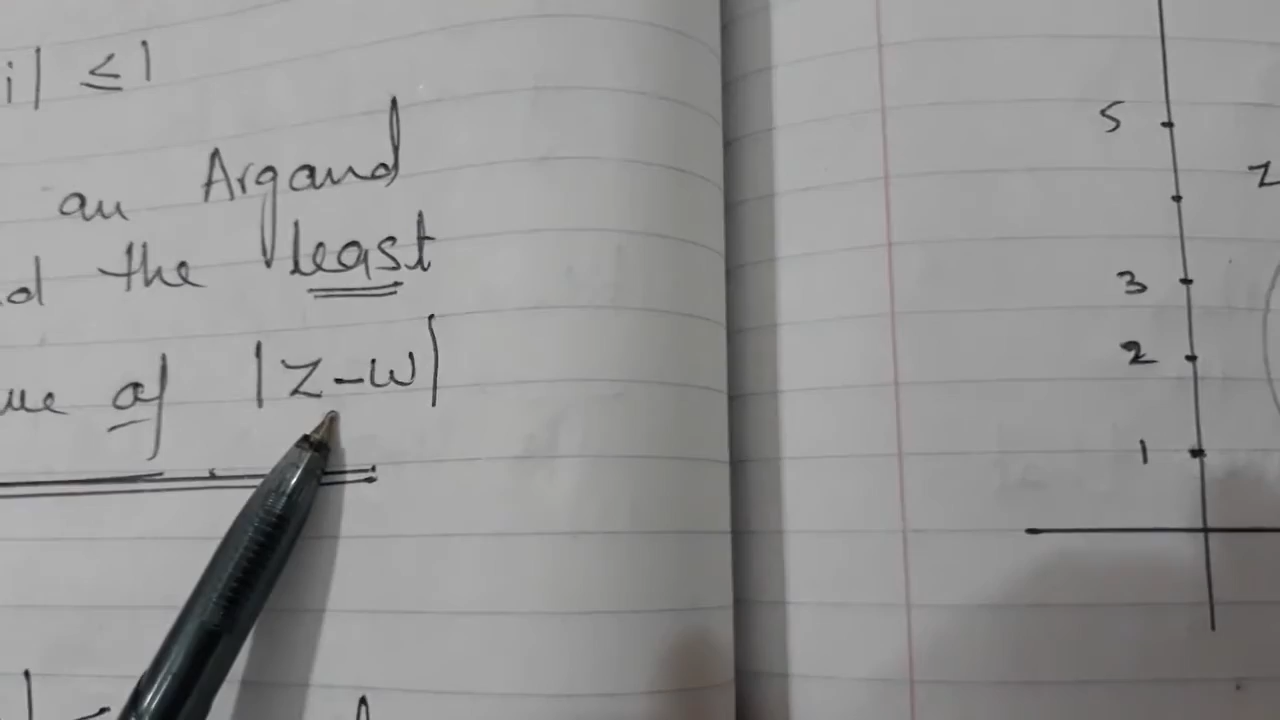 i| ≤ 1
an Argand
the least
of |Z-W|
5
Z
3
2
1